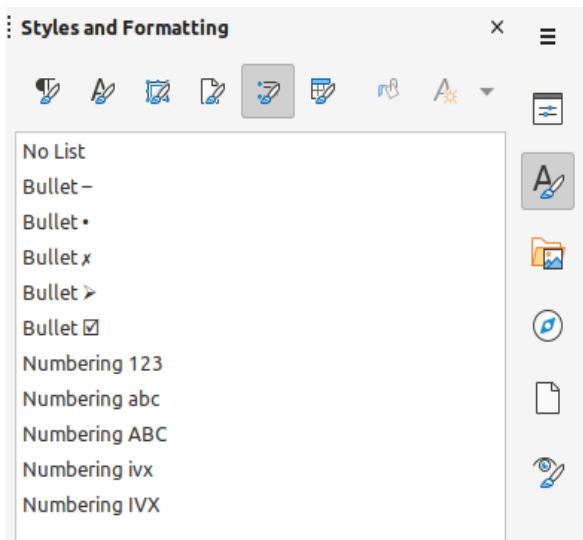 Styles and Formatting
No List
Bullet –
Bullet •
Bullet ✗
Bullet ➢
Bullet ☑
Numbering 123
Numbering abc
Numbering ABC
Numbering ivx
Numbering IVX